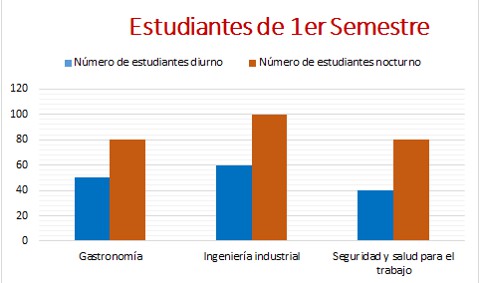 Estudiantes de 1er Semestre
Número de estudiantes diurno Número de estudiantes nocturno
120
100
80
60
40
20
0
Gastronomía Ingeniería industrial Seguridad y salud para el
trabajo